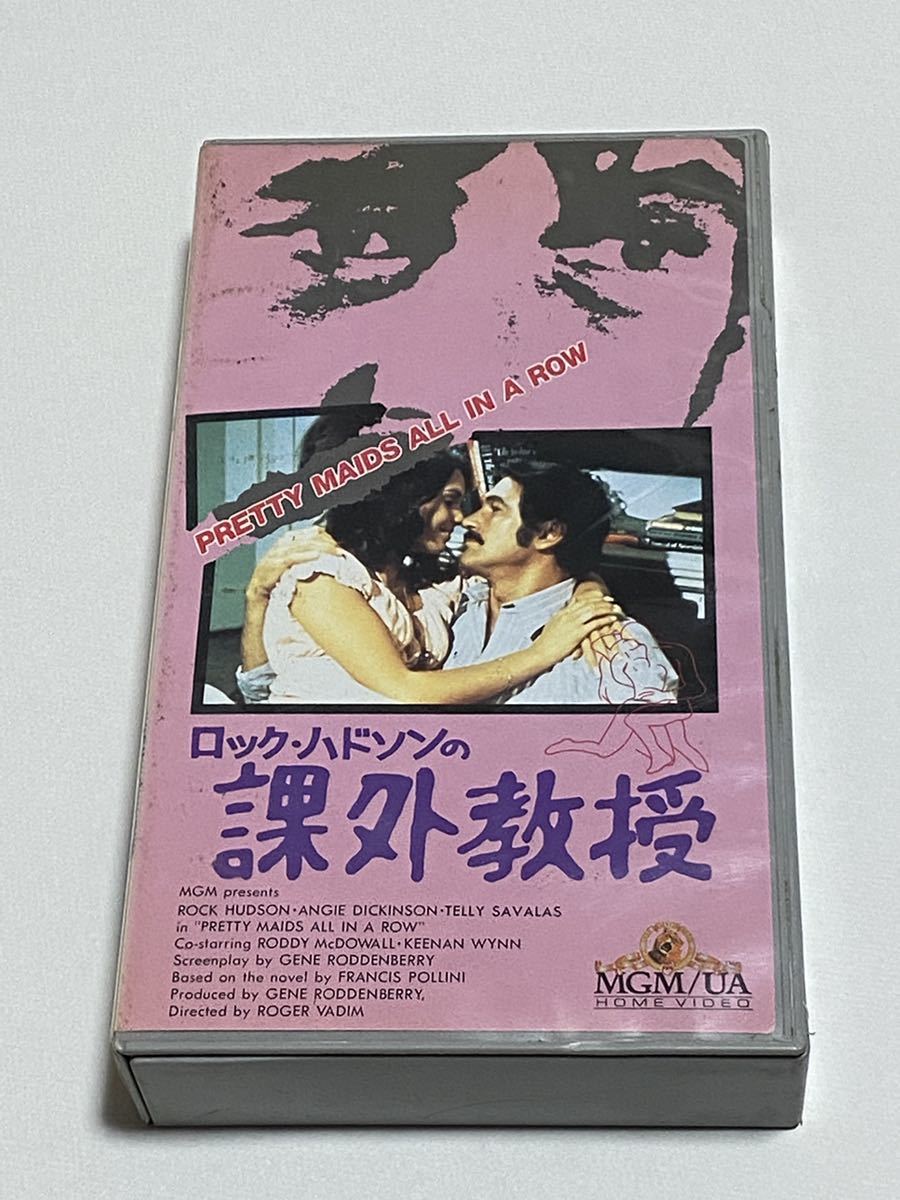 PRETTY MAIDS ALL IN A ROW
ロック・ハドソンの
課外教授
MGM presents
ROCK HUDSON・ANGIE DICKINSON・TELLY SAVALAS
in "PRETTY MAIDS ALL IN A ROW"
Co-starring RODDY McDOWALL・KEENAN WYNN
Screenplay by GENE RODDENBERRY
Based on the novel by FRANCIS POLLINI
Produced by GENE RODDENBERRY,
Directed by ROGER VADIM
MGM/UA
HOME VIDEO